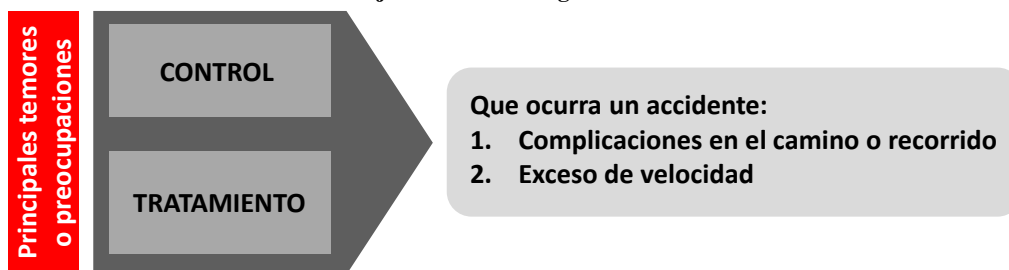 Principales temores
o preocupaciones
CONTROL
TRATAMIENTO
Que ocurra un accidente:
1. Complicaciones en el camino o recorrido
2. Exceso de velocidad